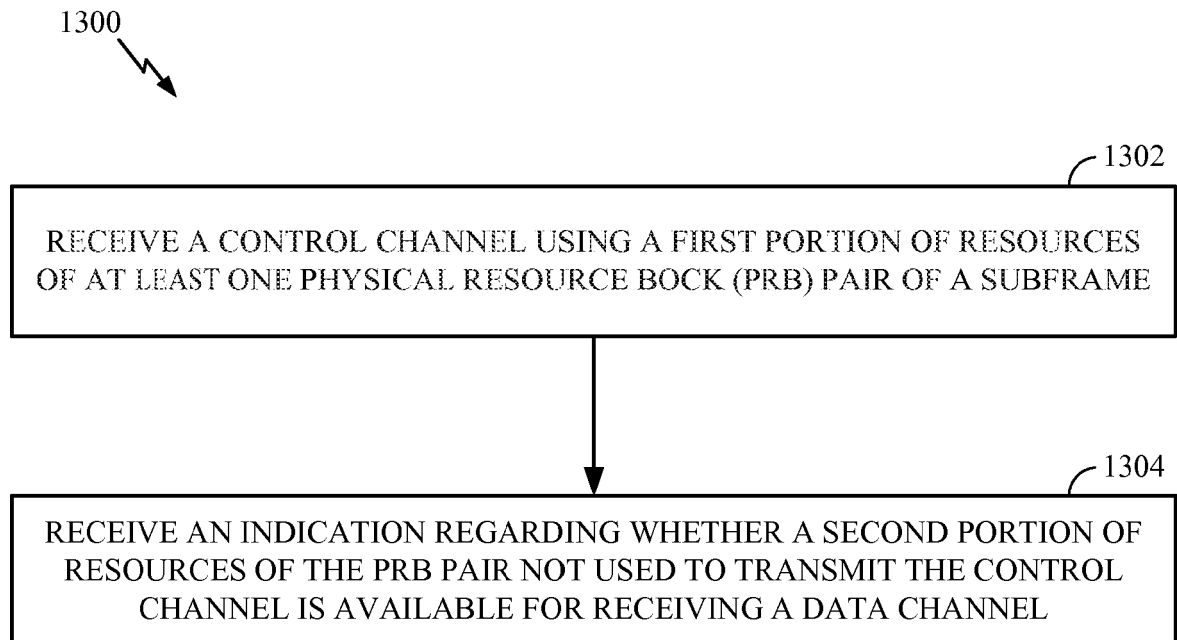 1300
1302
RECEIVE A CONTROL CHANNEL USING A FIRST PORTION OF RESOURCES
OF AT LEAST ONE PHYSICAL RESOURCE BOCK (PRB) PAIR OF A SUBFRAME
1304
RECEIVE AN INDICATION REGARDING WHETHER A SECOND PORTION OF
RESOURCES OF THE PRB PAIR NOT USED TO TRANSMIT THE CONTROL
CHANNEL IS AVAILABLE FOR RECEIVING A DATA CHANNEL